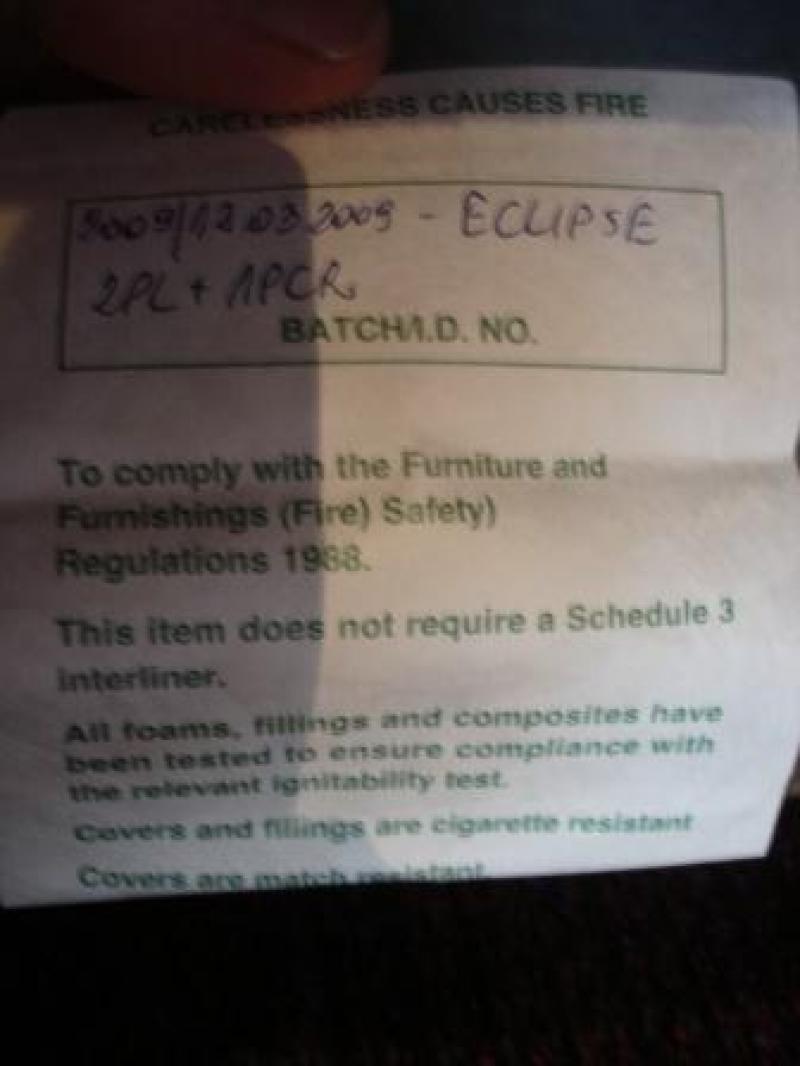 CARELESSNESS CAUSES FIRE
2009/12.03.2009 - ECLIPSE
2PL + 1PCR
BATCH/I.D. NO.
To comply with the Furniture and
Furnishings (Fire) Safety)
Regulations 1988.
This item does not require a Schedule 3
interliner.
All foams, fillings and composites have
been tested to ensure compliance with
the relevant ignitability test.
Covers and fillings are cigarette resistant
Covers are match resistant